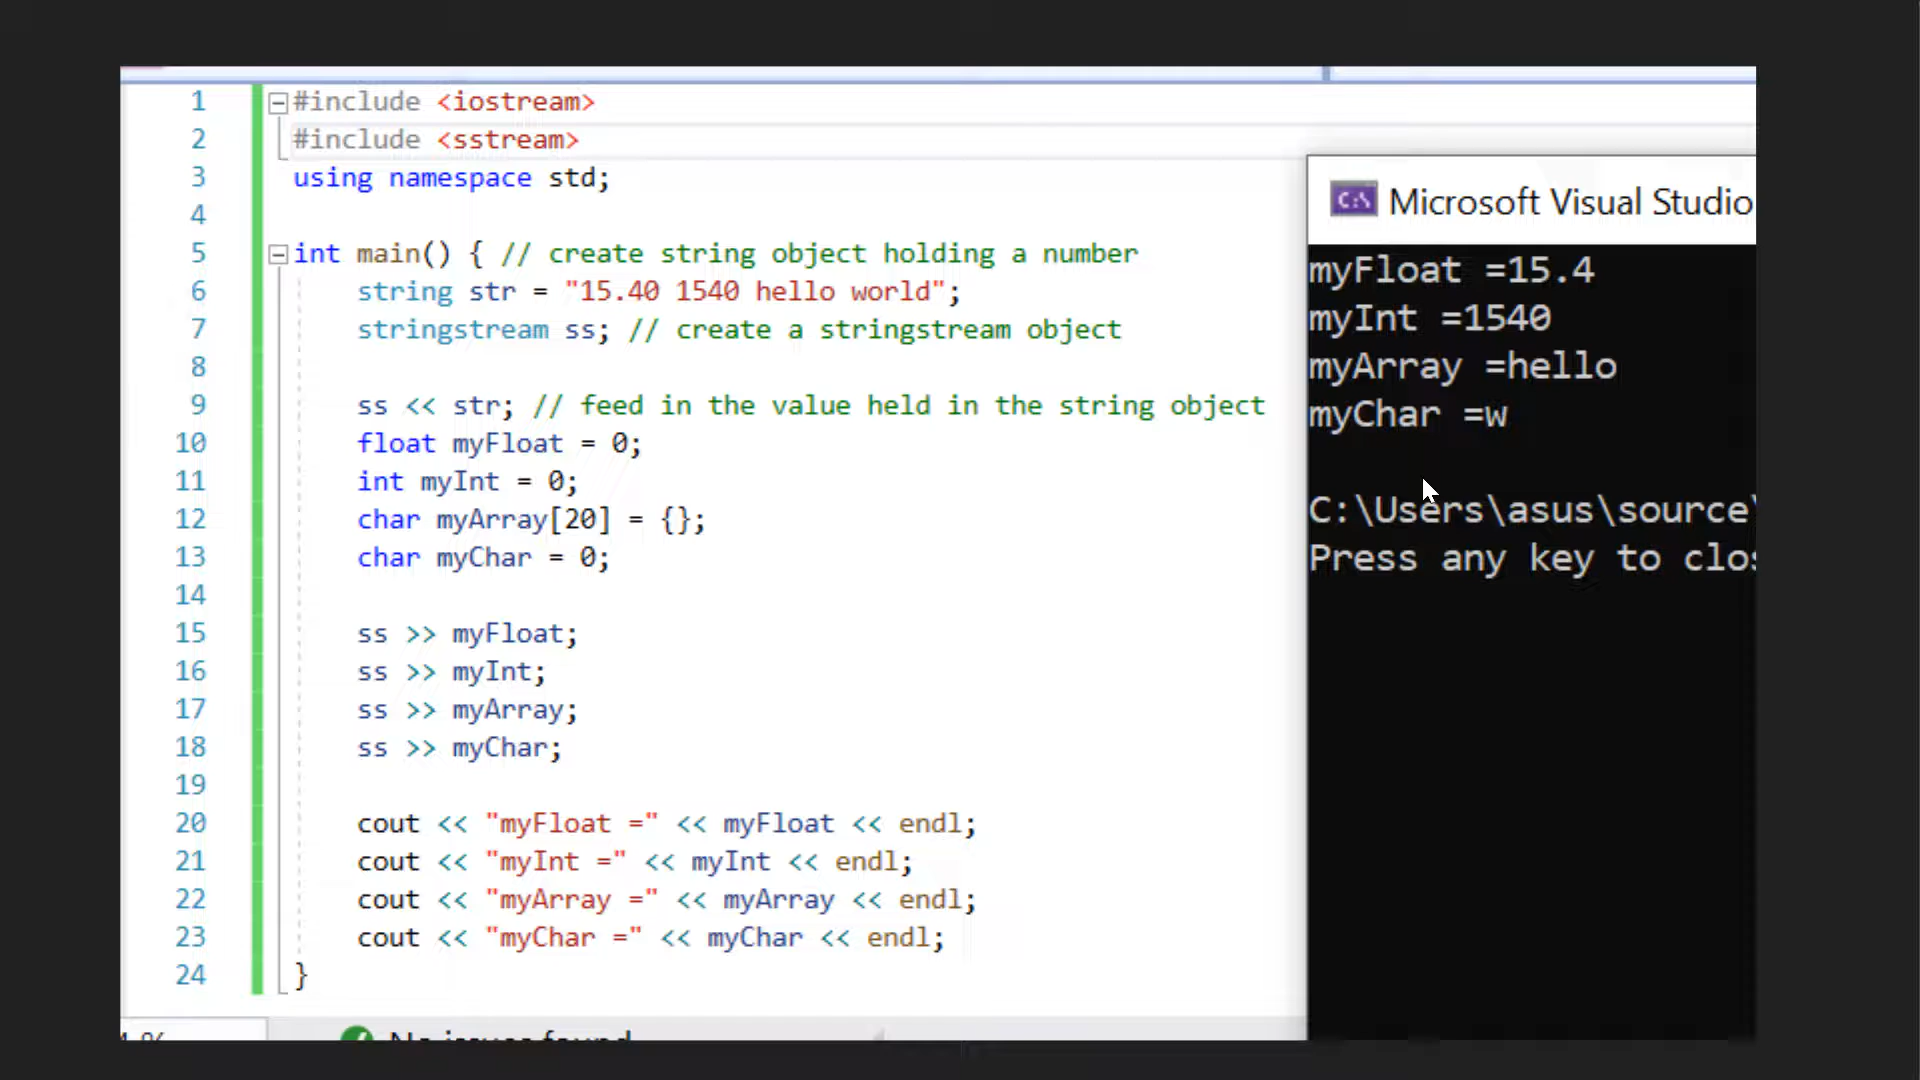 1 #include <iostream>
2 #include <sstream>
3 using namespace std;
4
5 int main() { // create string object holding a number
6 string str = "15.40 1540 hello world";
7 stringstream ss; // create a stringstream object
8
9 ss << str; // feed in the value held in the string object
10 float myFloat = 0;
11 int myInt = 0;
12 char myArray[20] = {};
13 char myChar = 0;
14
15 ss >> myFloat;
16 ss >> myInt;
17 ss >> myArray;
18 ss >> myChar;
19
20 cout << "myFloat =" << myFloat << endl;
21 cout << "myInt =" << myInt << endl;
22 cout << "myArray =" << myArray << endl;
23 cout << "myChar =" << myChar << endl;
24 }
No issues found
Microsoft Visual Studio
myFloat =15.4
myInt =1540
myArray =hello
myChar =w
C:\Users\asus\source\
Press any key to clos